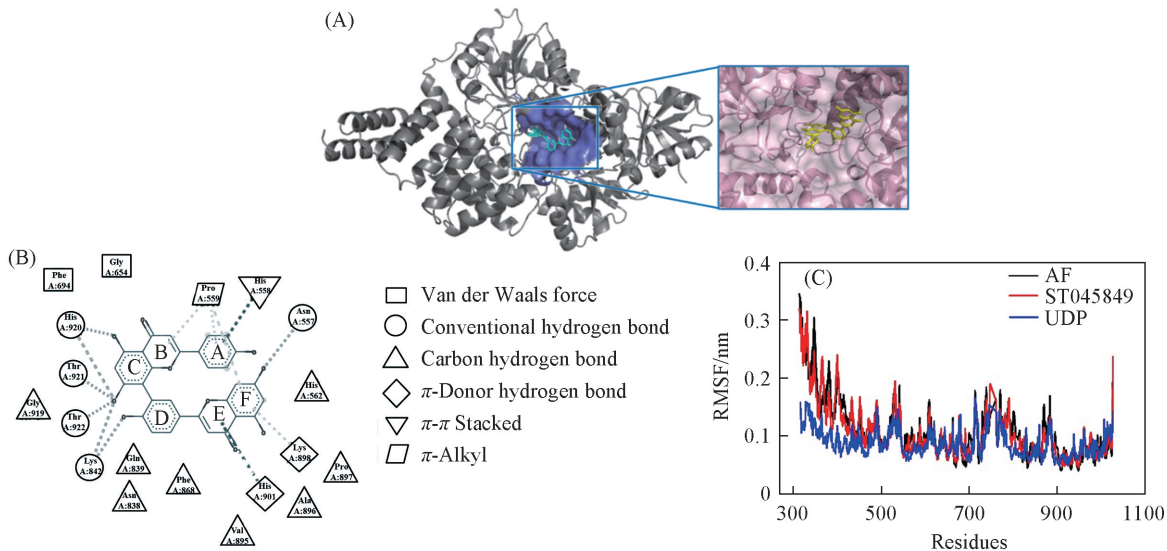 (A)
(B)
Phe
A:694
Gly
A:654
Pro
A:559
His
A:558
Asn
A:557
His
A:920
Thr
A:921
Gly
A:919
Thr
A:922
Lys
A:842
Gln
A:839
Asn
A:838
Phe
A:868
Val
A:895
His
A:901
Ala
A:896
Lys
A:898
Pro
A:897
His
A:562
A
B
C
D
E
F
Van der Waals force
Conventional hydrogen bond
Carbon hydrogen bond
π-Donor hydrogen bond
π-π Stacked
π-Alkyl
(C)
AF
ST045849
UDP
RMSF/nm
0.4
0.3
0.2
0.1
0
300
500
700
900
1100
Residues